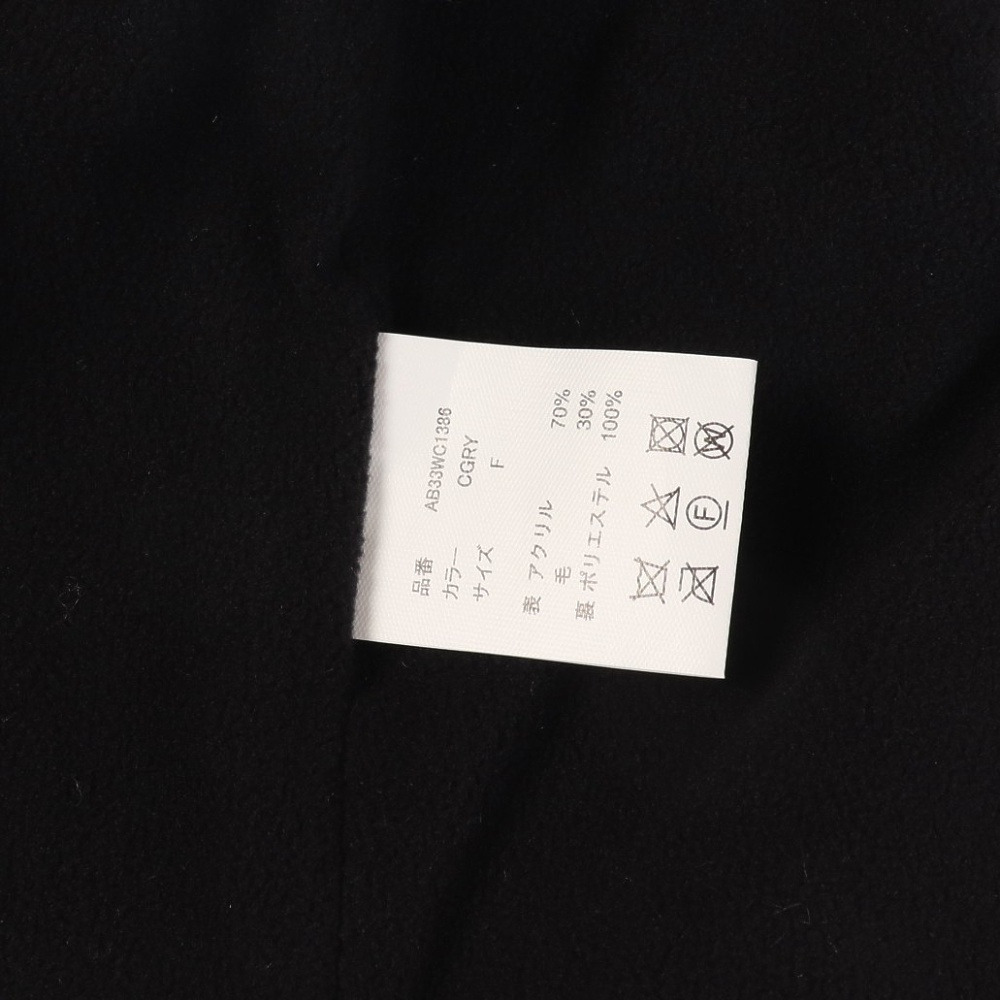 品番 AB33WC1386
カラー CGRY
サイズ F
表 アクリル 70%
毛 30%
裏 ポリエステル 100%
W
F